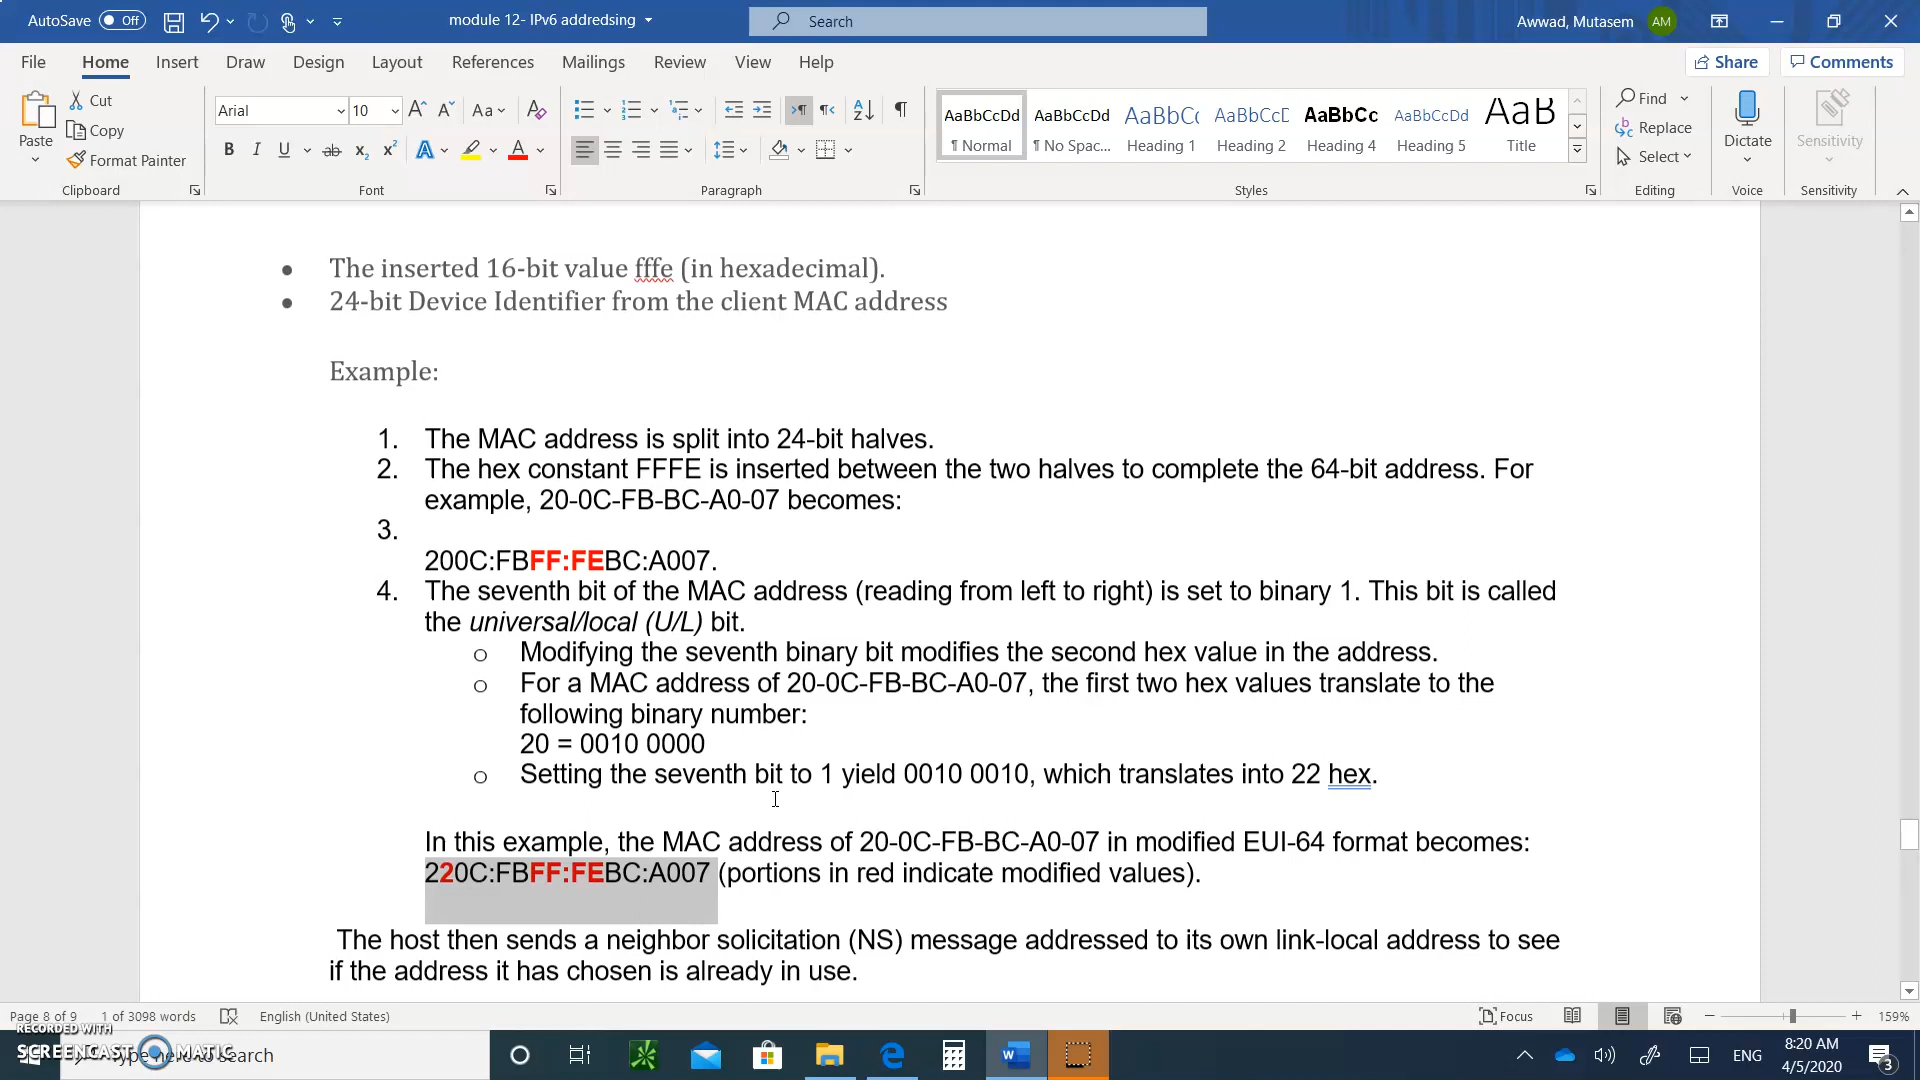 AutoSave Off
module 12- IPv6 addredsing
Search
Awwad, Mutasem AM
File Home Insert Draw Design Layout References Mailings Review View Help
Share Comments
Paste
Cut
Copy
Format Painter
Clipboard
Arial 10
Aa
B I U ab x₂ x² A A
Font
Paragraph
AaBbCcDd AaBbCcDd AaBbCc AaBbCcD AaBbCc AaBbCcDd AaB
¶ Normal ¶ No Spac... Heading 1 Heading 2 Heading 4 Heading 5 Title
Styles
Find
Replace
Select
Editing
Dictate
Voice
Sensitivity
Sensitivity
● The inserted 16-bit value fffe (in hexadecimal).
● 24-bit Device Identifier from the client MAC address
Example:
1. The MAC address is split into 24-bit halves.
2. The hex constant FFFE is inserted between the two halves to complete the 64-bit address. For
example, 20-0C-FB-BC-A0-07 becomes:
3.
200C:FBFF:FEBC:A007.
4. The seventh bit of the MAC address (reading from left to right) is set to binary 1. This bit is called
the universal/local (U/L) bit.
o Modifying the seventh binary bit modifies the second hex value in the address.
o For a MAC address of 20-0C-FB-BC-A0-07, the first two hex values translate to the
following binary number:
20 = 0010 0000
o Setting the seventh bit to 1 yield 0010 0010, which translates into 22 hex.
In this example, the MAC address of 20-0C-FB-BC-A0-07 in modified EUI-64 format becomes:
220C:FBFF:FEBC:A007 (portions in red indicate modified values).
The host then sends a neighbor solicitation (NS) message addressed to its own link-local address to see
if the address it has chosen is already in use.
Page 8 of 9 1 of 3098 words English (United States)
Focus 159%
RECORDED WITH
SCREENCAST MATIC
Type here to search
ENG
8:20 AM
4/5/2020
3